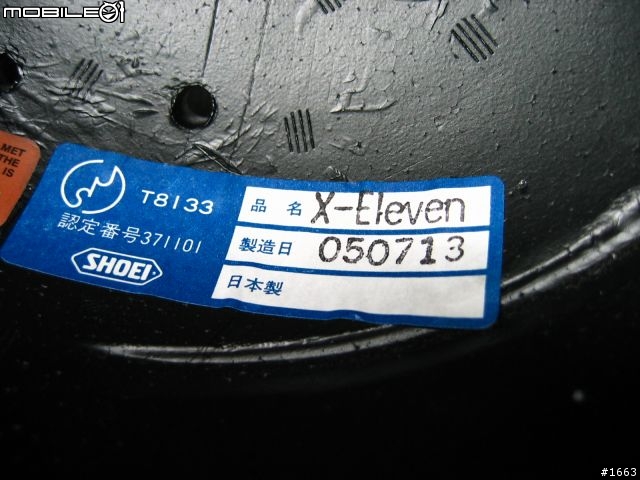 MOBILE01
MET
THE
IS
T8133
認定番号371101
SHOEI
品名 X-Eleven
製造日 050713
日本製
#1663